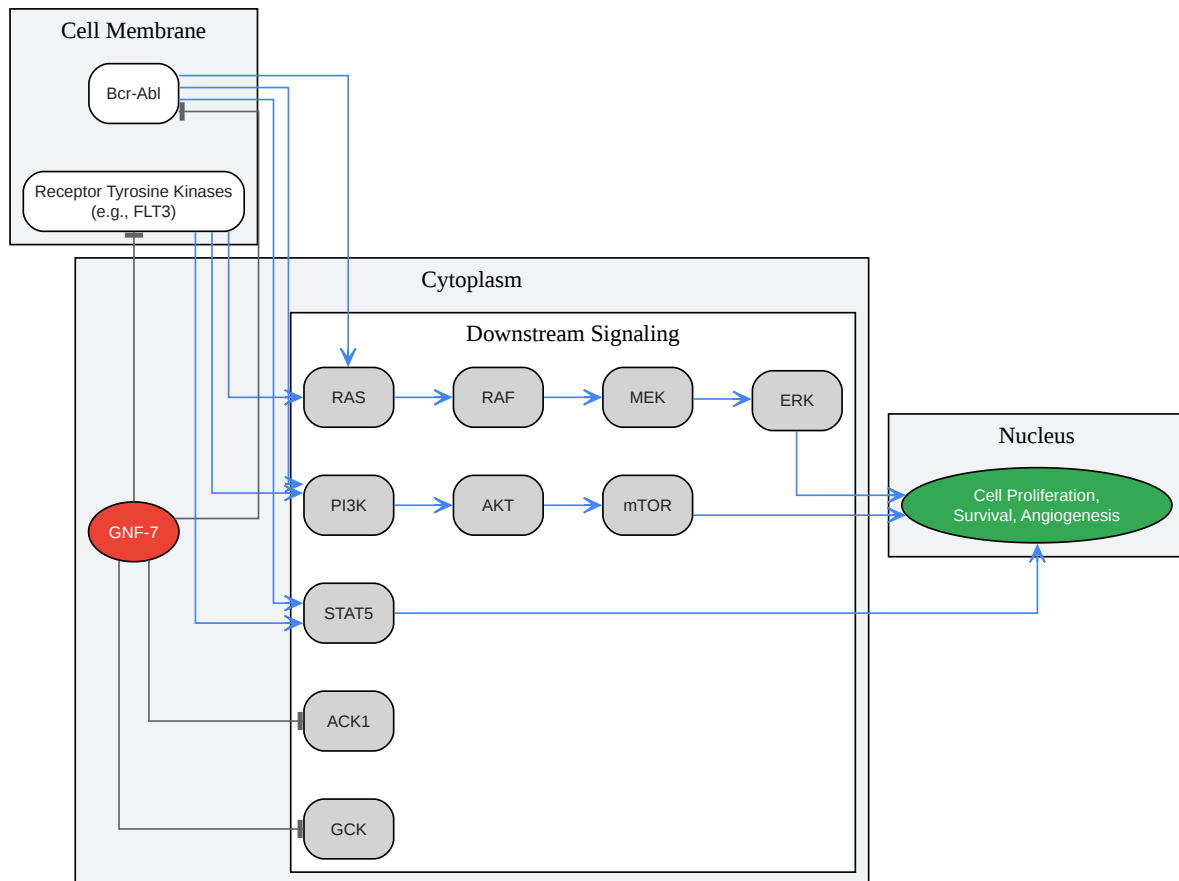 Cell Membrane
Bcr-Abl
Receptor Tyrosine Kinases
(e.g., FLT3)
Cytoplasm
Downstream Signaling
RAS
RAF
MEK
ERK
Nucleus
Cell Proliferation,
Survival, Angiogenesis
PI3K
AKT
mTOR
GNF-7
STAT5
ACK1
GCK